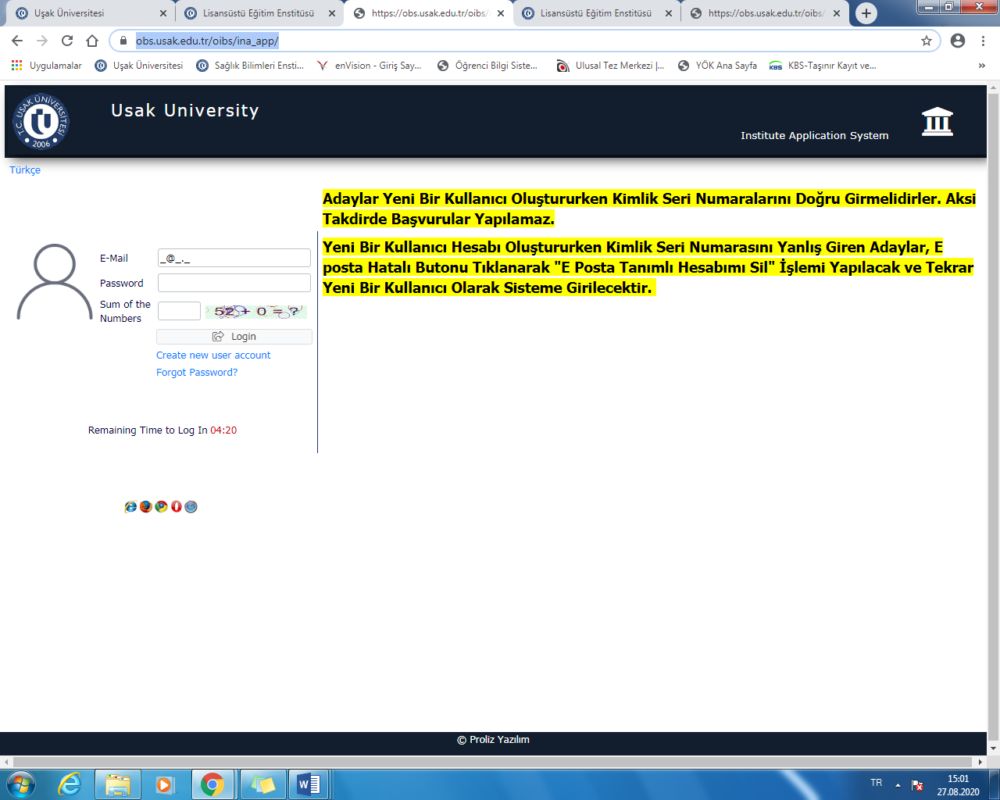 Uşak Üniversitesi
Lisansüstü Eğitim Enstitüsü
https://obs.usak.edu.tr/oibs/
Lisansüstü Eğitim Enstitüsü
https://obs.usak.edu.tr/oibs/
obs.usak.edu.tr/oibs/ina_app/
Uygulamalar
Uşak Üniversitesi
Sağlık Bilimleri Ensti...
enVision - Giriş Say...
Öğrenci Bilgi Siste...
Ulusal Tez Merkezi |...
YÖK Ana Sayfa
KBS
KBS-Taşınır Kayıt ve...
»
T.C. UŞAK ÜNİVERSİTESİ
2006
Usak University
Institute Application System
Türkçe
Adaylar Yeni Bir Kullanıcı Oluştururken Kimlik Seri Numaralarını Doğru Girmelidirler. Aksi
Takdirde Başvurular Yapılamaz.
Yeni Bir Kullanıcı Hesabı Oluştururken Kimlik Seri Numarasını Yanlış Giren Adaylar, E
posta Hatalı Butonu Tıklanarak "E Posta Tanımlı Hesabımı Sil" İşlemi Yapılacak ve Tekrar
Yeni Bir Kullanıcı Olarak Sisteme Girilecektir.
E-Mail
_@_._
Password
Sum of the
Numbers
52 + 0 = ?
Login
Create new user account
Forgot Password?
Remaining Time to Log In 04:20
© Proliz Yazılım
TR
15:01
27.08.2020